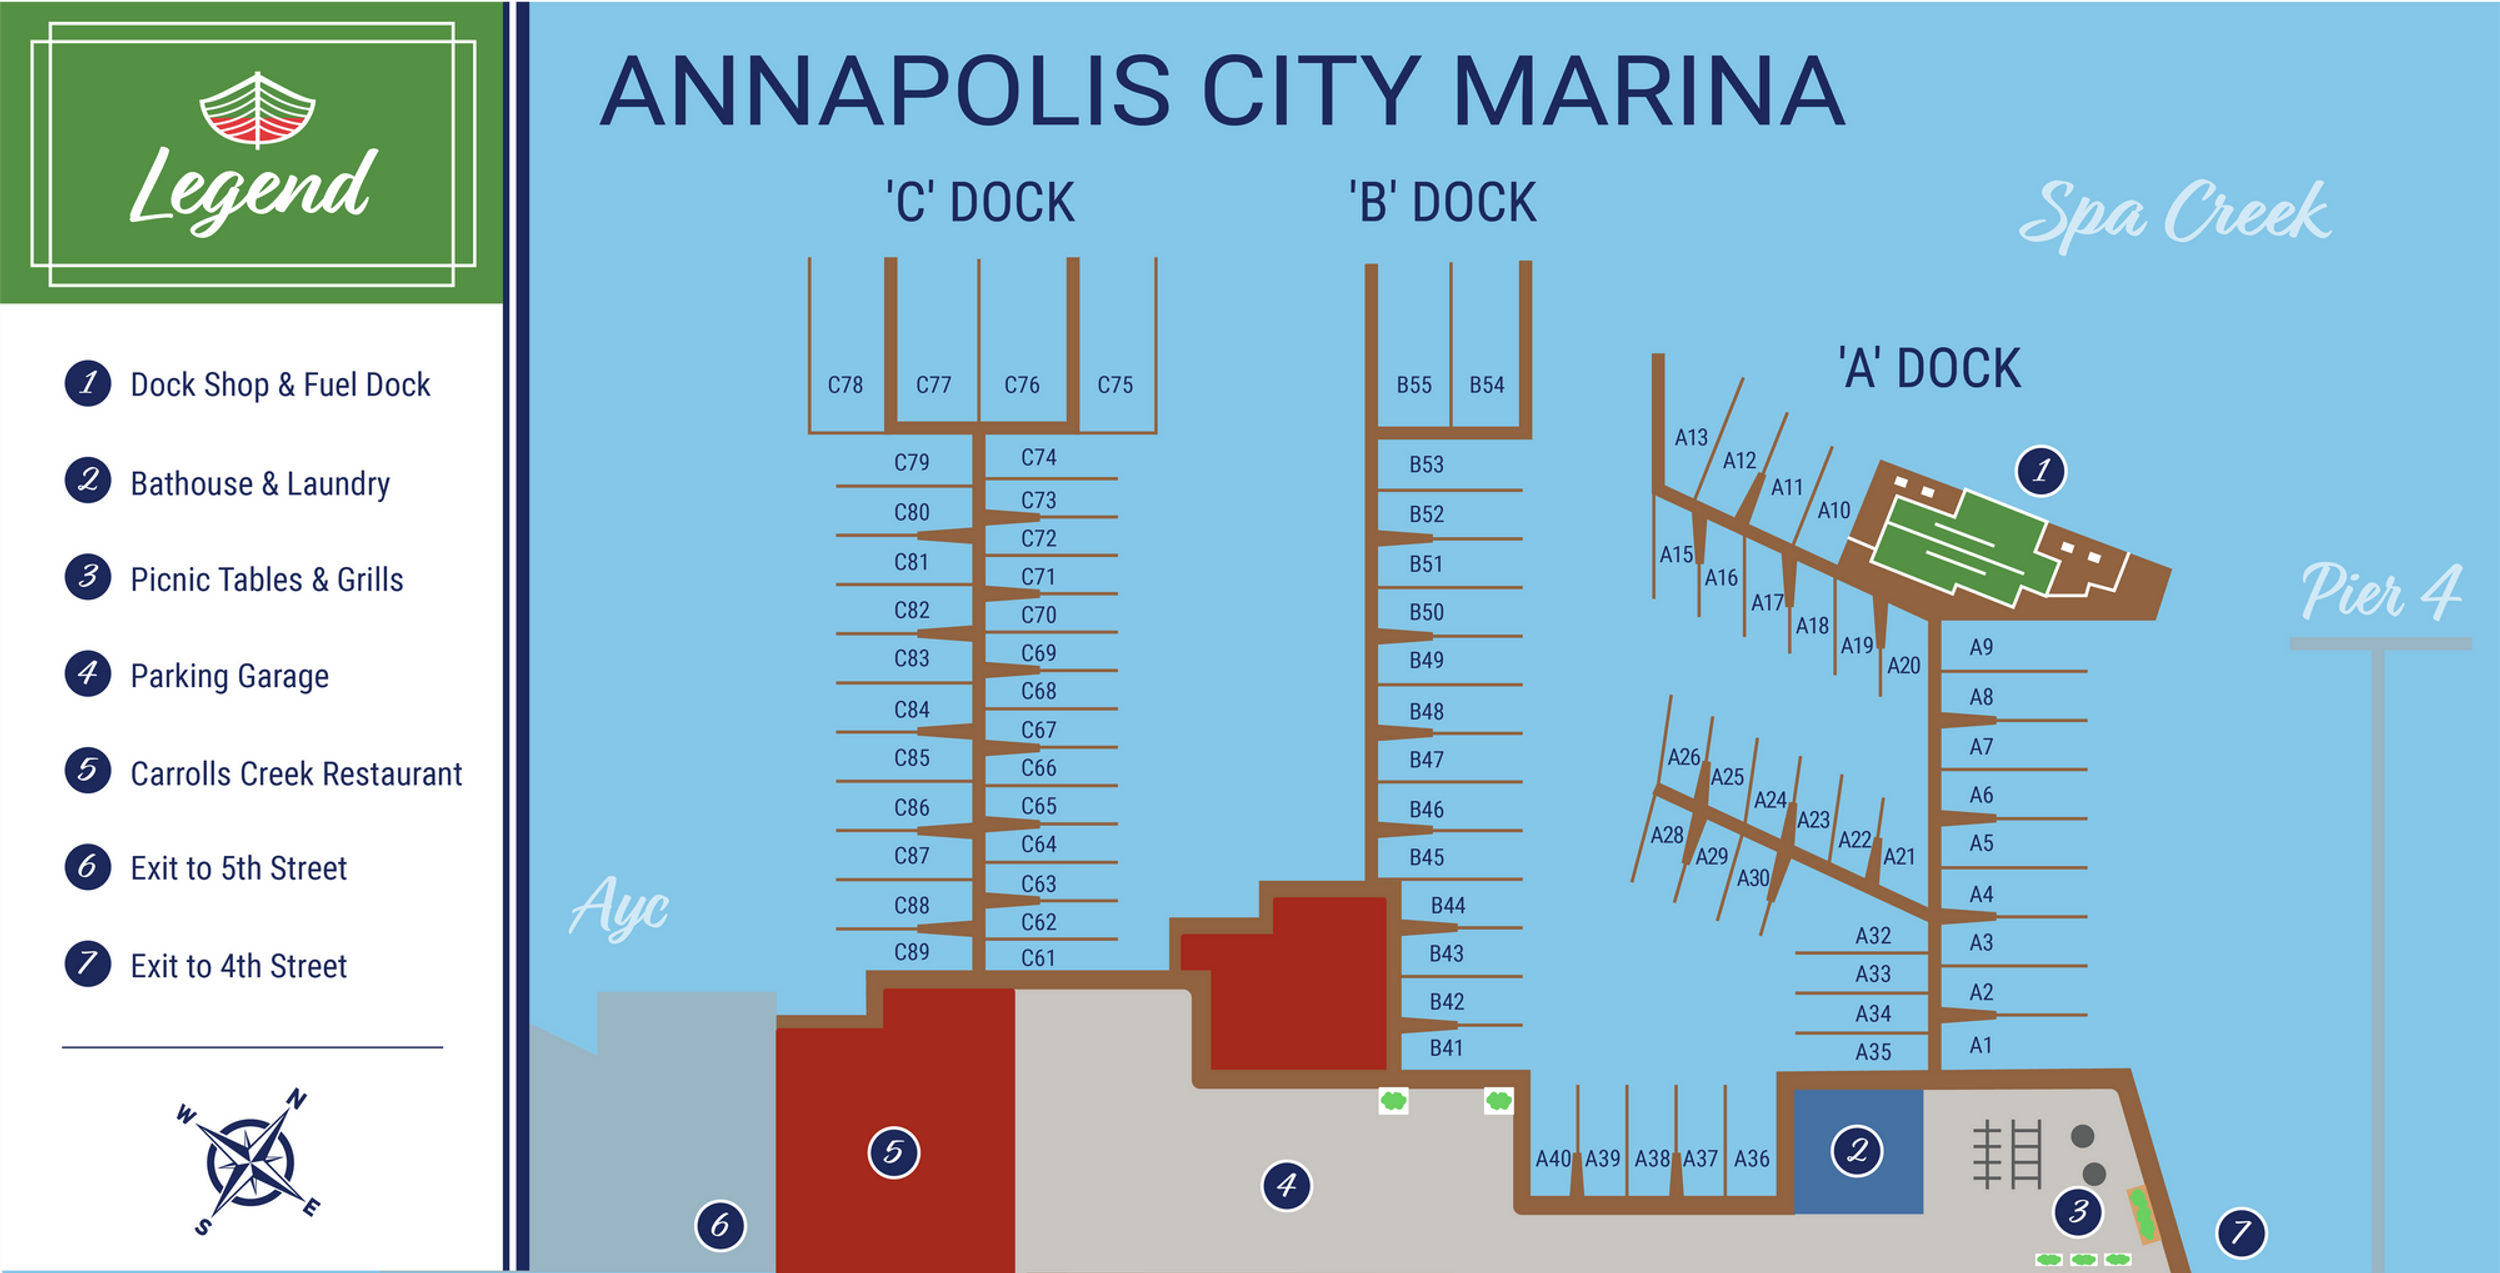 Legend
1 Dock Shop & Fuel Dock
2 Bathouse & Laundry
3 Picnic Tables & Grills
4 Parking Garage
5 Carrolls Creek Restaurant
6 Exit to 5th Street
7 Exit to 4th Street
N
W
E
S
ANNAPOLIS CITY MARINA
'C' DOCK
'B' DOCK
'A' DOCK
Spa Creek
Pier 4
Ayc
C78 C77 C76 C75
C79
C80
C81
C82
C83
C84
C85
C86
C87
C88
C89
C74
C73
C72
C71
C70
C69
C68
C67
C66
C65
C64
C63
C62
C61
B55 B54
B53
B52
B51
B50
B49
B48
B47
B46
B45
B44
B43
B42
B41
A13
A12
A11
A10
A15
A16
A17
A18
A19
A20
A26
A25
A24
A23
A22
A21
A28
A29
A30
A32
A33
A34
A35
A9
A8
A7
A6
A5
A4
A3
A2
A1
A40 A39 A38 A37 A36
1
2
3
4
5
6
7